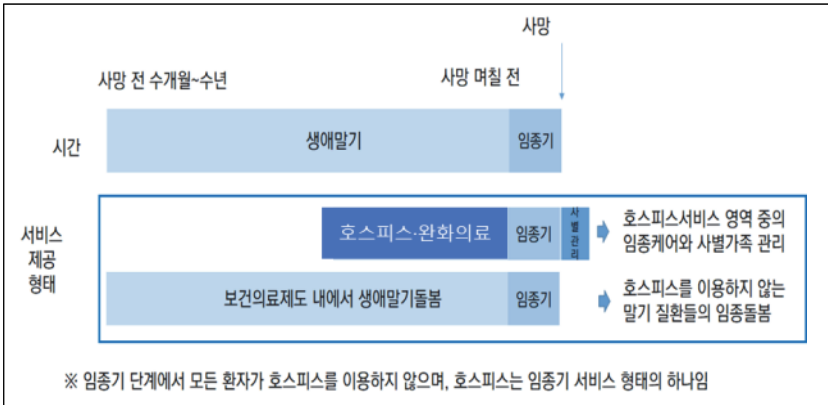 사망
사망 전 수개월~수년
사망 며칠 전
시간
생애말기
임종기
서비스
제공
형태
호스피스·완화의료
임종기
사별관리
호스피스서비스 영역 중의
임종케어와 사별가족 관리
보건의료제도 내에서 생애말기돌봄
임종기
호스피스를 이용하지 않는
말기 질환들의 임종돌봄
※ 임종기 단계에서 모든 환자가 호스피스를 이용하지 않으며, 호스피스는 임종기 서비스 형태의 하나임